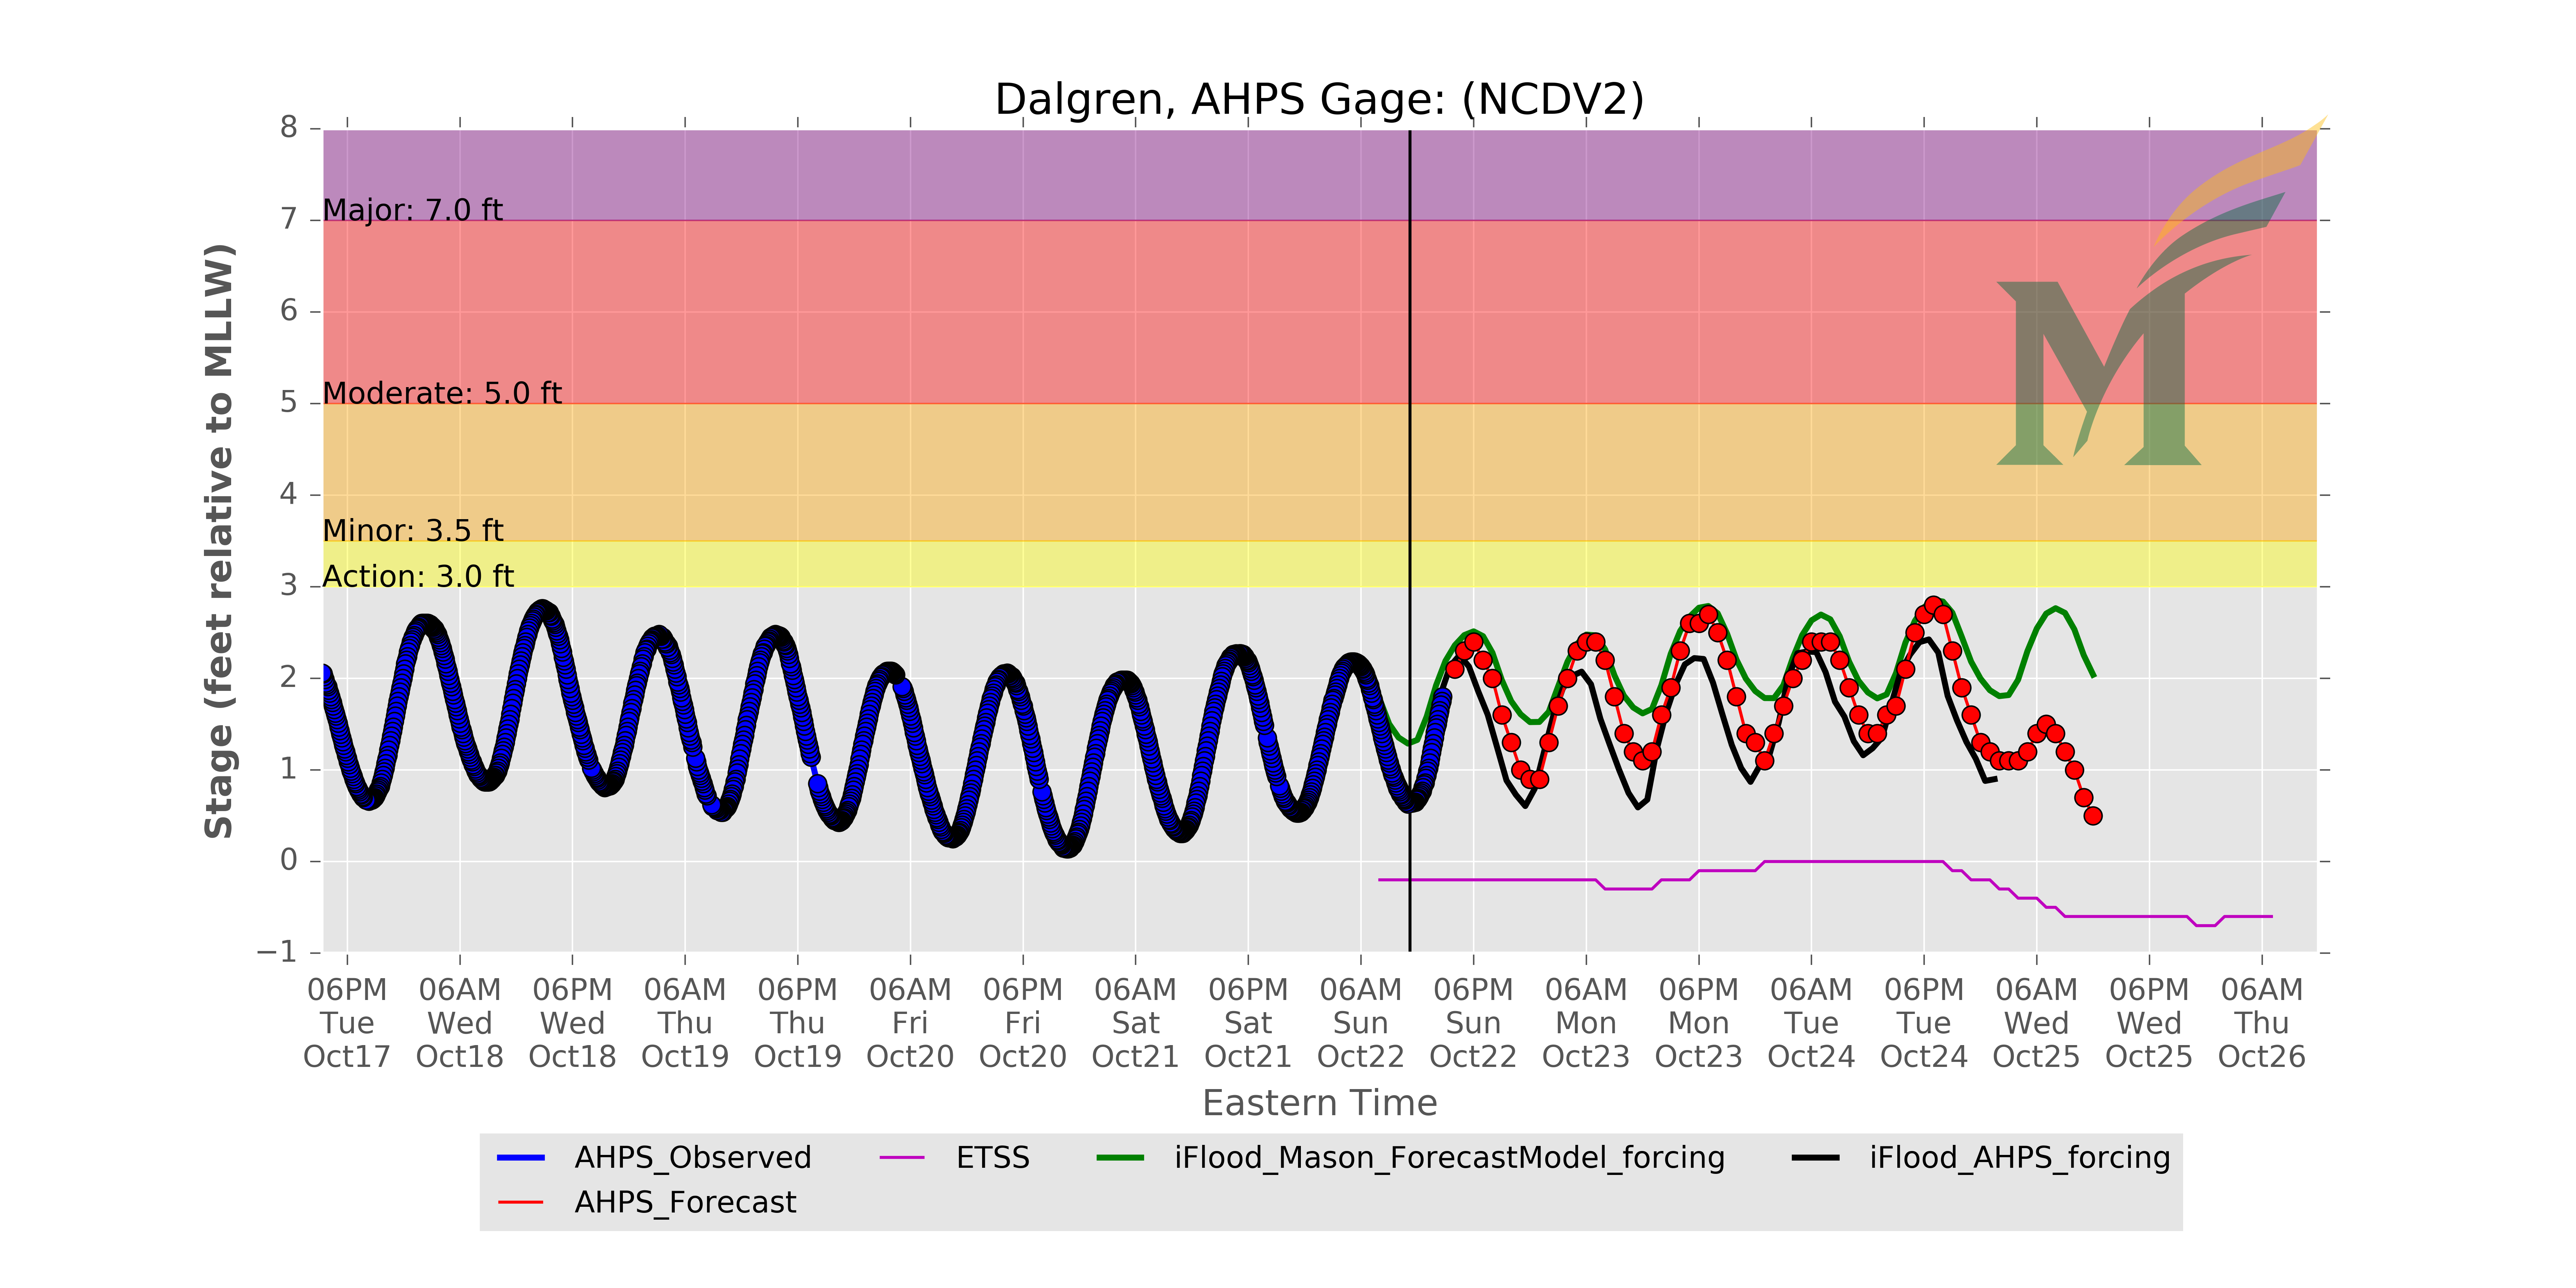 Dalgren, AHPS Gage: (NCDV2)
8
7
6
5
4
3
2
1
0
−1
Stage (feet relative to MLLW)
Major: 7.0 ft
Moderate: 5.0 ft
Minor: 3.5 ft
Action: 3.0 ft
M
06PM 06AM 06PM 06AM 06PM 06AM 06PM 06AM 06PM 06AM 06PM 06AM 06PM 06AM 06PM 06AM 06PM 06AM
Tue Wed Wed Thu Thu Fri Fri Sat Sat Sun Sun Mon Mon Tue Tue Wed Wed Thu
Oct17 Oct18 Oct18 Oct19 Oct19 Oct20 Oct20 Oct21 Oct21 Oct22 Oct22 Oct23 Oct23 Oct24 Oct24 Oct25 Oct25 Oct26
Eastern Time
AHPS_Observed ETSS iFlood_Mason_ForecastModel_forcing iFlood_AHPS_forcing
AHPS_Forecast